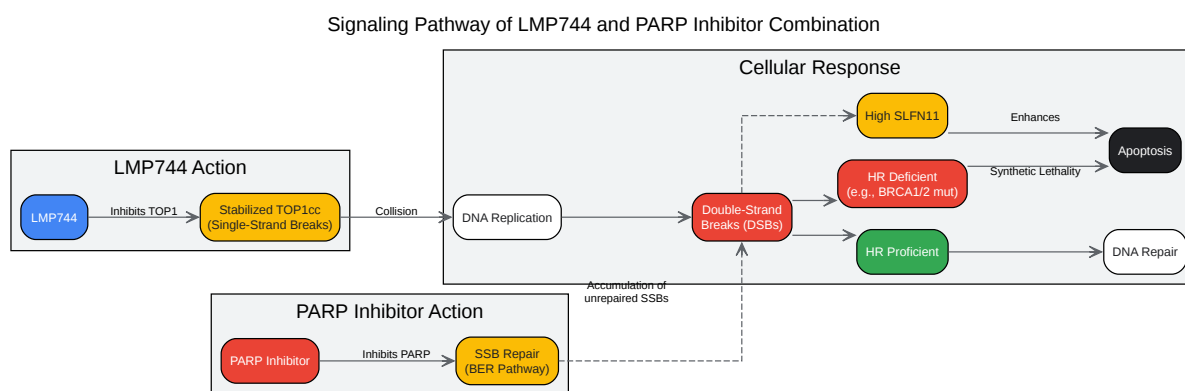 Signaling Pathway of LMP744 and PARP Inhibitor Combination
Cellular Response
High SLFN11
Enhances
Apoptosis
LMP744 Action
HR Deficient
(e.g., BRCA1/2 mut)
Synthetic Lethality
LMP744
Inhibits TOP1
Stabilized TOP1cc
(Single-Strand Breaks)
Collision
DNA Replication
Double-Strand
Breaks (DSBs)
HR Proficient
DNA Repair
Accumulation of
unrepaired SSBs
PARP Inhibitor Action
PARP Inhibitor
Inhibits PARP
SSB Repair
(BER Pathway)